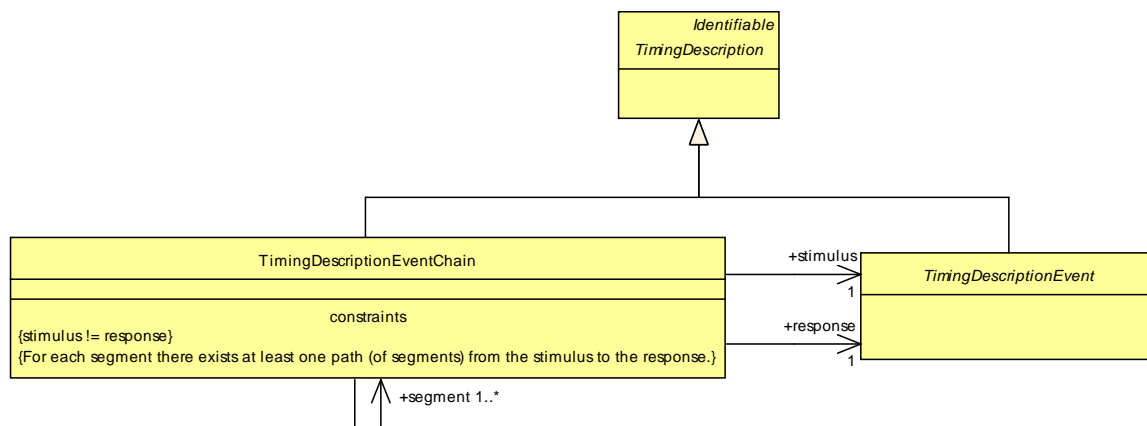 Identifiable
TimingDescription
TimingDescriptionEventChain
constraints
{stimulus != response}
{For each segment there exists at least one path (of segments) from the stimulus to the response.}
+stimulus
1
+response
1
TimingDescriptionEvent
+segment 1..*